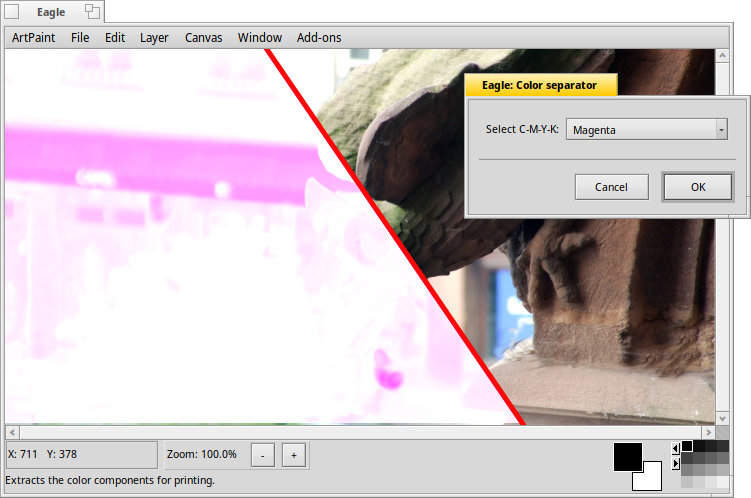 Eagle
ArtPaint File Edit Layer Canvas Window Add-ons
Eagle: Color separator
Select C-M-Y-K: Magenta
Cancel OK
X: 711 Y: 378 Zoom: 100.0% - +
Extracts the color components for printing.